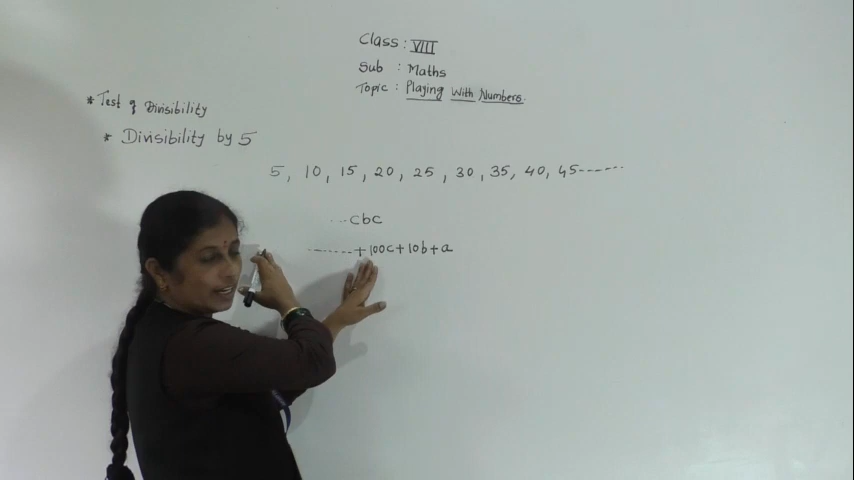 Class : VIII
Sub : Maths
Topic : Playing With Numbers.
* Test of Divisibility
* Divisibility by 5
5, 10, 15, 20, 25, 30, 35, 40, 45------
...cbc
-------+100c+10b+a